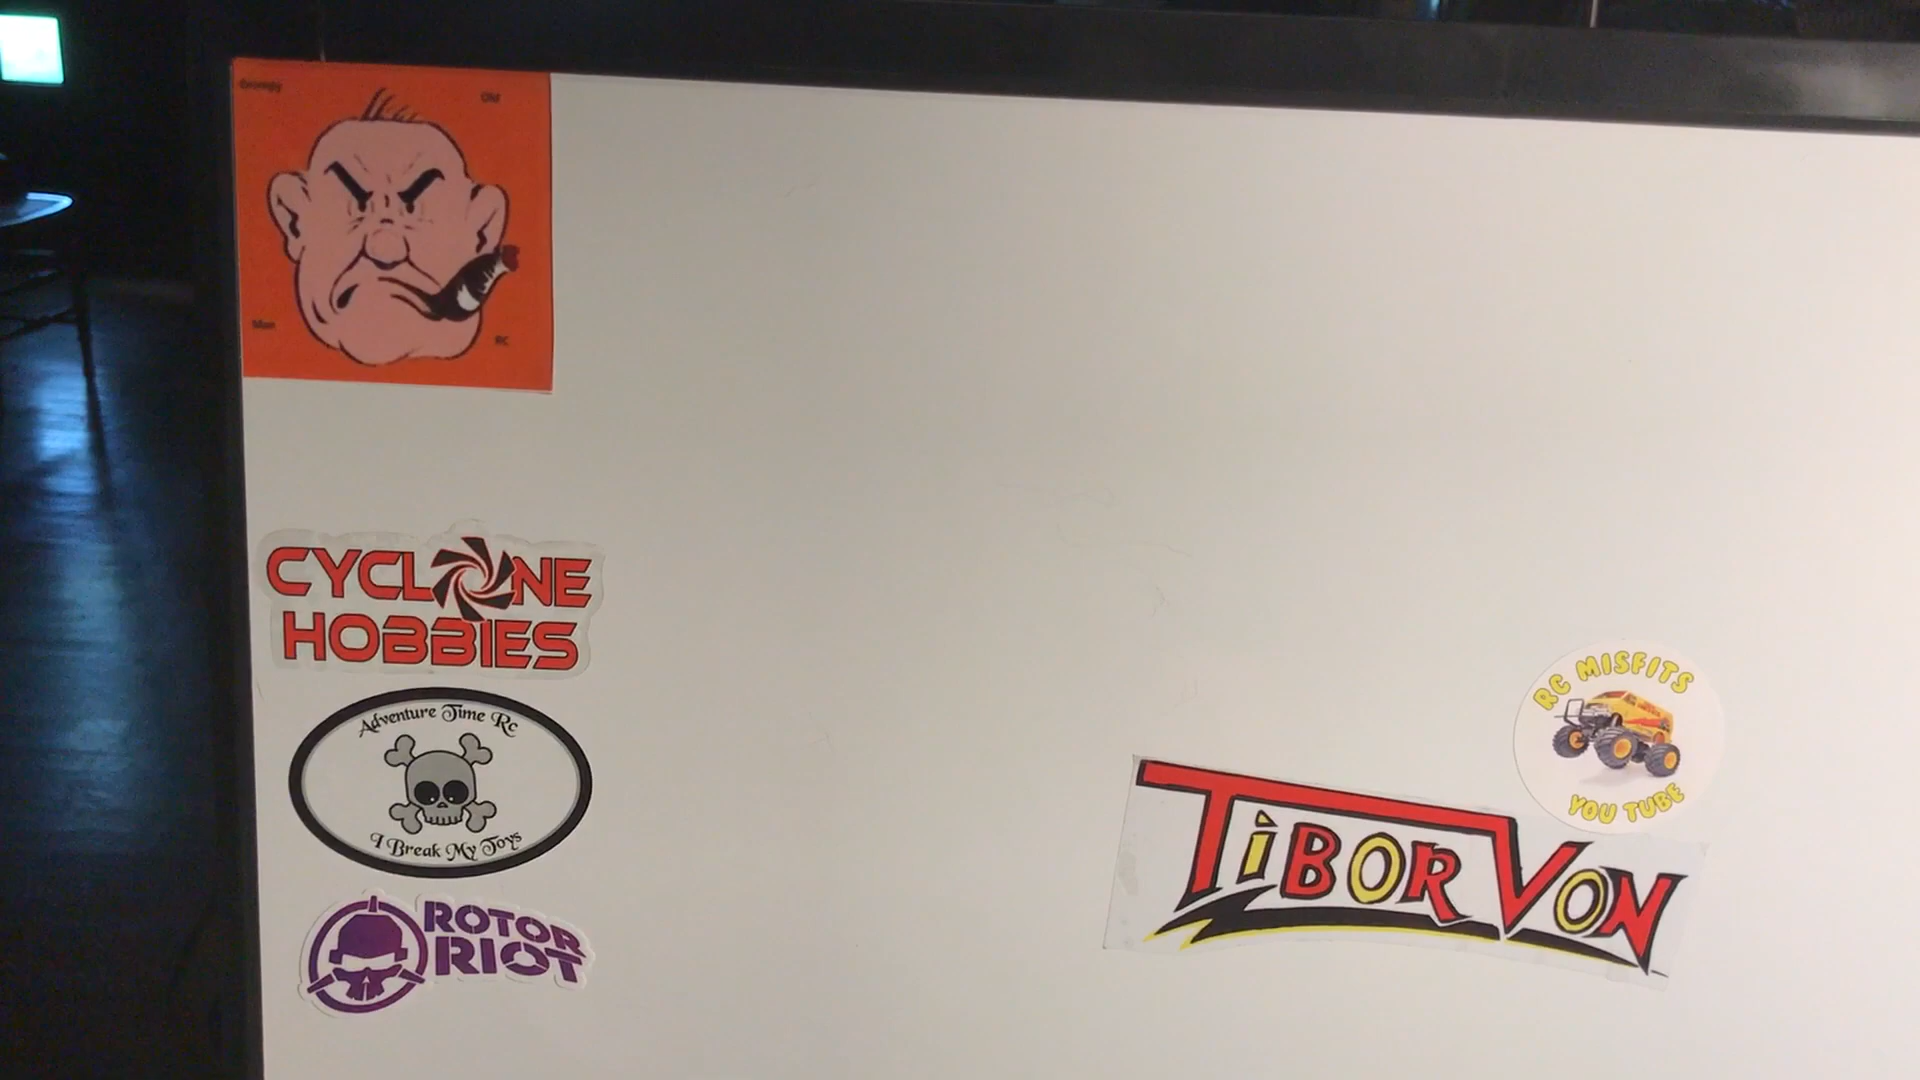 Grumpy
Old
Man
RC
CYCLONE
HOBBIES
Adventure Time Rc
I Break My Toys
ROTOR
RIOT
RC MISFITS
YOU TUBE
TIBOR VON